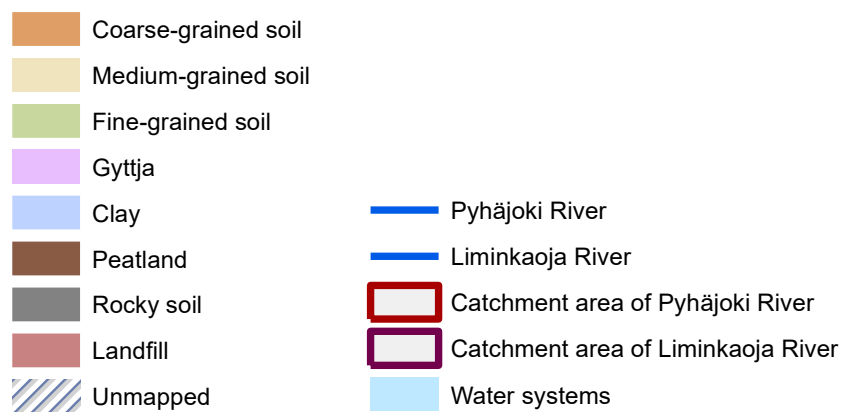 Coarse-grained soil
Medium-grained soil
Fine-grained soil
Gyttja
Clay
Peatland
Rocky soil
Landfill
Unmapped
Pyhäjoki River
Liminkaoja River
Catchment area of Pyhäjoki River
Catchment area of Liminkaoja River
Water systems